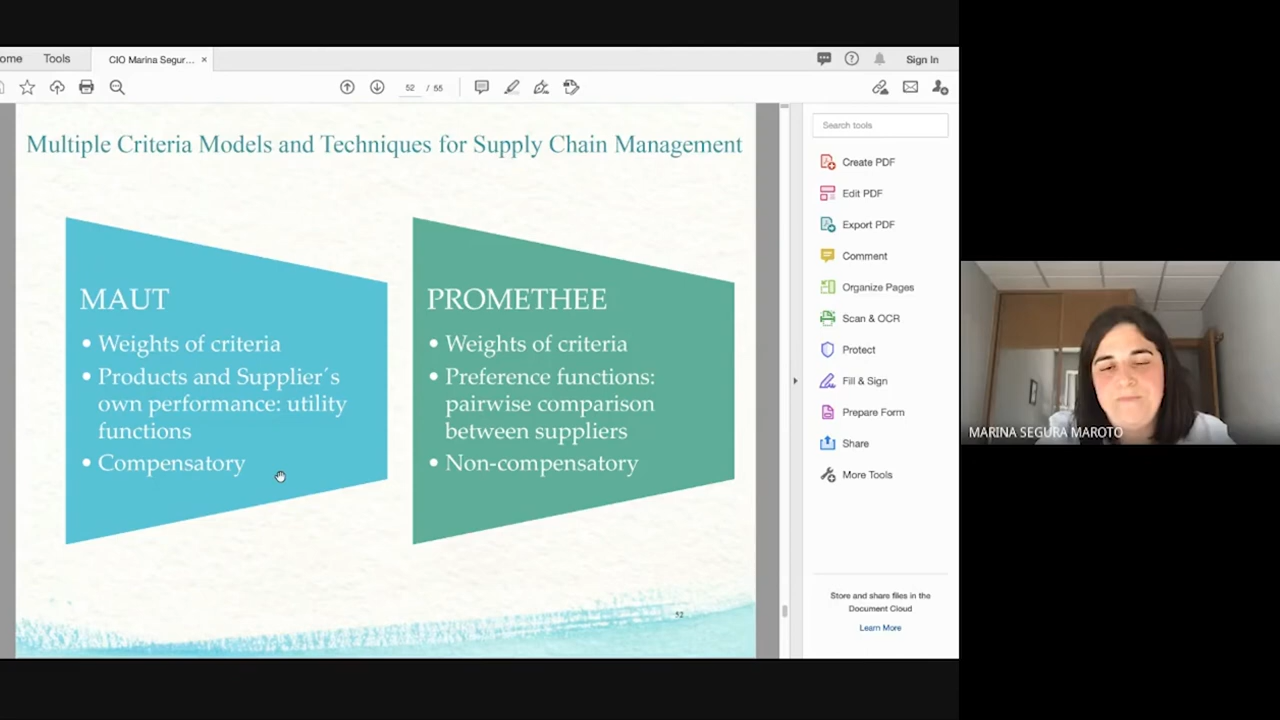 ome Tools CIO Marina Segur... × Sign In
52 / 55
Multiple Criteria Models and Techniques for Supply Chain Management
MAUT
• Weights of criteria
• Products and Supplier´s
own performance: utility
functions
• Compensatory
PROMETHEE
• Weights of criteria
• Preference functions:
pairwise comparison
between suppliers
• Non-compensatory
52
Search tools
Create PDF
Edit PDF
Export PDF
Comment
Organize Pages
Scan & OCR
Protect
Fill & Sign
Prepare Form
Share
More Tools
Store and share files in the
Document Cloud
Learn More
MARINA SEGURA MAROTO